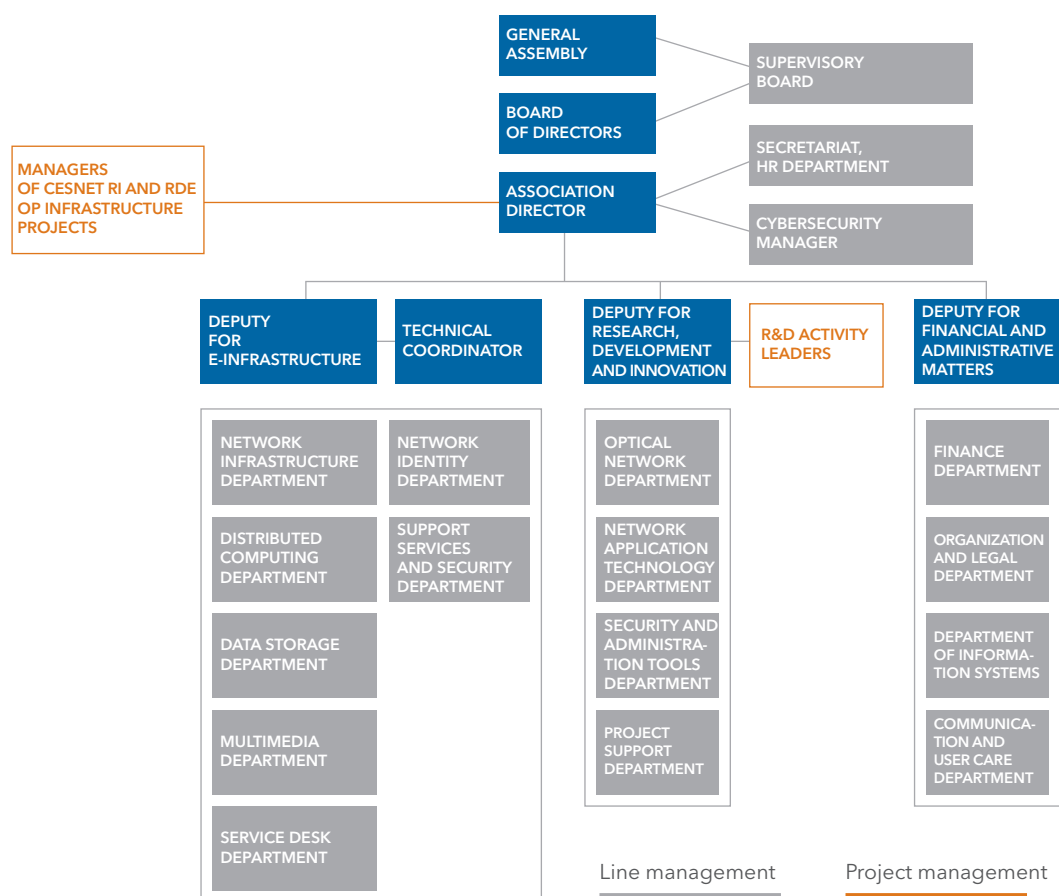 GENERAL
ASSEMBLY
SUPERVISORY
BOARD
BOARD
OF DIRECTORS
SECRETARIAT,
HR DEPARTMENT
MANAGERS
OF CESNET RI AND RDE
OP INFRASTRUCTURE
PROJECTS
ASSOCIATION
DIRECTOR
CYBERSECURITY
MANAGER
DEPUTY
FOR
E-INFRASTRUCTURE
TECHNICAL
COORDINATOR
DEPUTY FOR
RESEARCH,
DEVELOPMENT
AND INNOVATION
R&D ACTIVITY
LEADERS
DEPUTY FOR
FINANCIAL AND
ADMINISTRATIVE
MATTERS
NETWORK
INFRASTRUCTURE
DEPARTMENT
NETWORK
IDENTITY
DEPARTMENT
OPTICAL
NETWORK
DEPARTMENT
FINANCE
DEPARTMENT
DISTRIBUTED
COMPUTING
DEPARTMENT
SUPPORT
SERVICES
AND SECURITY
DEPARTMENT
NETWORK
APPLICATION
TECHNOLOGY
DEPARTMENT
ORGANIZATION
AND LEGAL
DEPARTMENT
DATA STORAGE
DEPARTMENT
SECURITY AND
ADMINISTRA-
TION TOOLS
DEPARTMENT
DEPARTMENT
OF INFORMA-
TION SYSTEMS
MULTIMEDIA
DEPARTMENT
PROJECT
SUPPORT
DEPARTMENT
COMMUNICA-
TION AND
USER CARE
DEPARTMENT
SERVICE DESK
DEPARTMENT
Line management
Project management